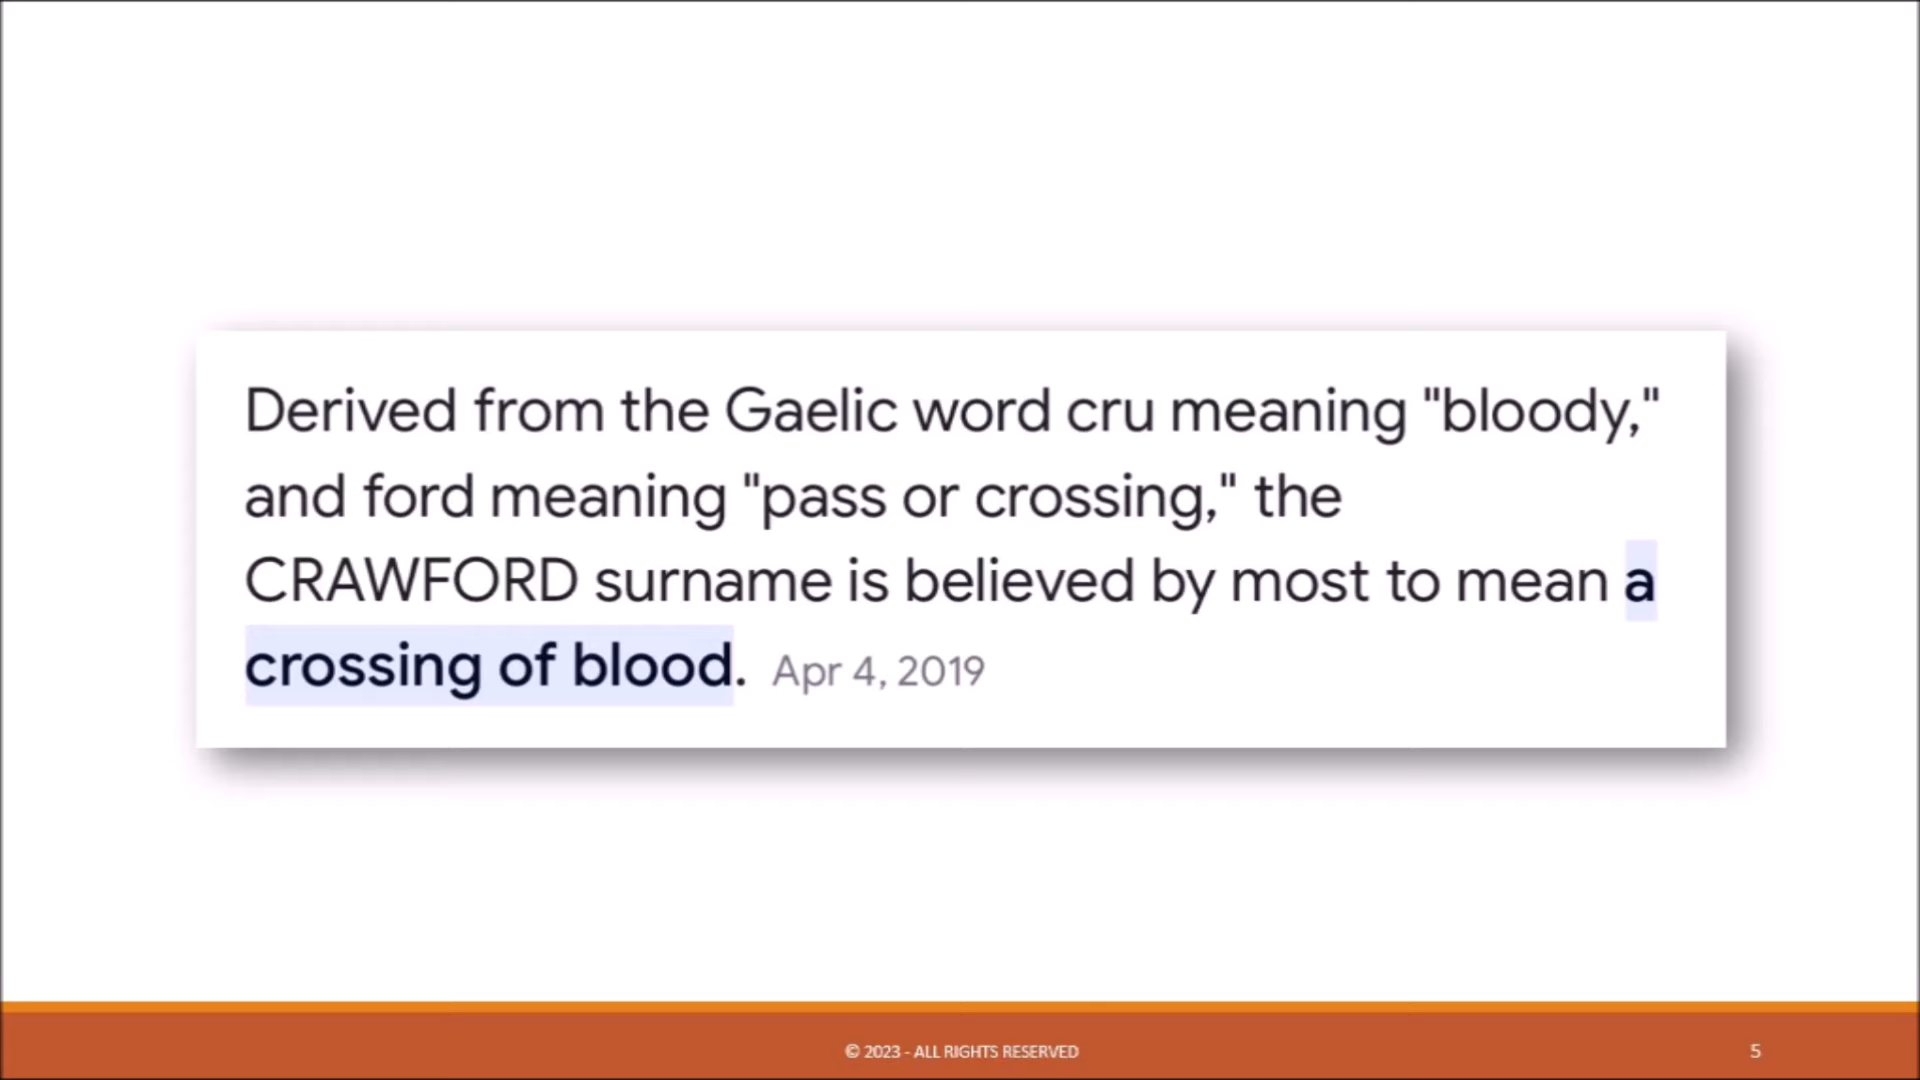 Derived from the Gaelic word cru meaning "bloody,"
and ford meaning "pass or crossing," the
CRAWFORD surname is believed by most to mean a
crossing of blood. Apr 4, 2019
© 2023 - ALL RIGHTS RESERVED
5